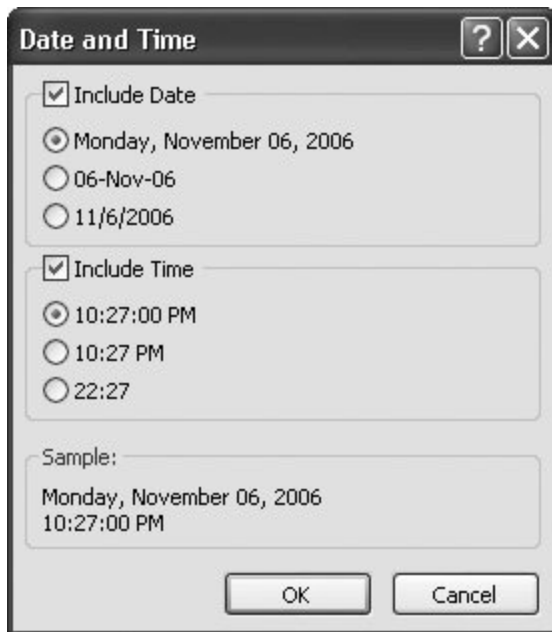 Date and Time
Include Date
Monday, November 06, 2006
06-Nov-06
11/6/2006
Include Time
10:27:00 PM
10:27 PM
22:27
Sample:
Monday, November 06, 2006
10:27:00 PM
OK
Cancel